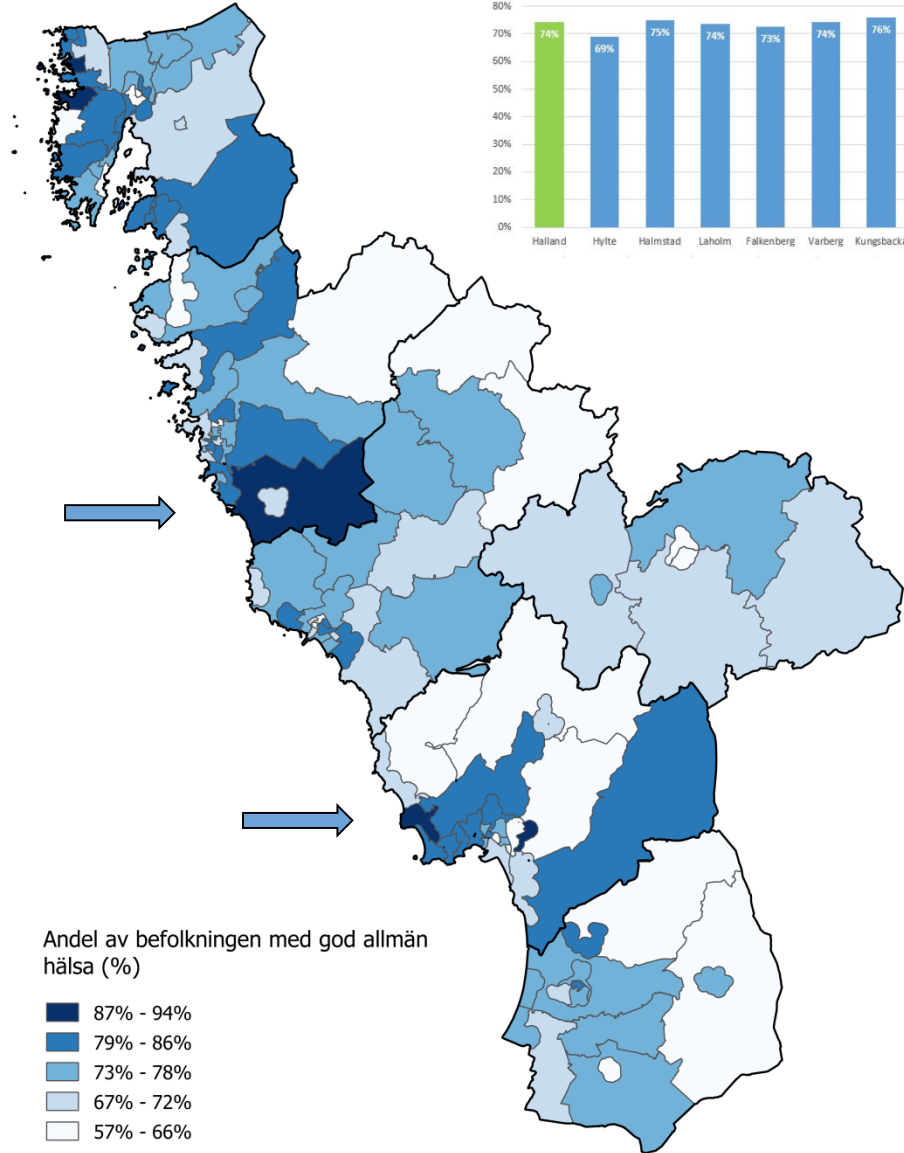 80%
70%
60%
50%
40%
30%
20%
10%
0%
74%
69%
75%
74%
73%
74%
76%
Halland Hylte Halmstad Laholm Falkenberg Varberg Kungsbacka
Andel av befolkningen med god allmän
hälsa (%)
87% - 94%
79% - 86%
73% - 78%
67% - 72%
57% - 66%